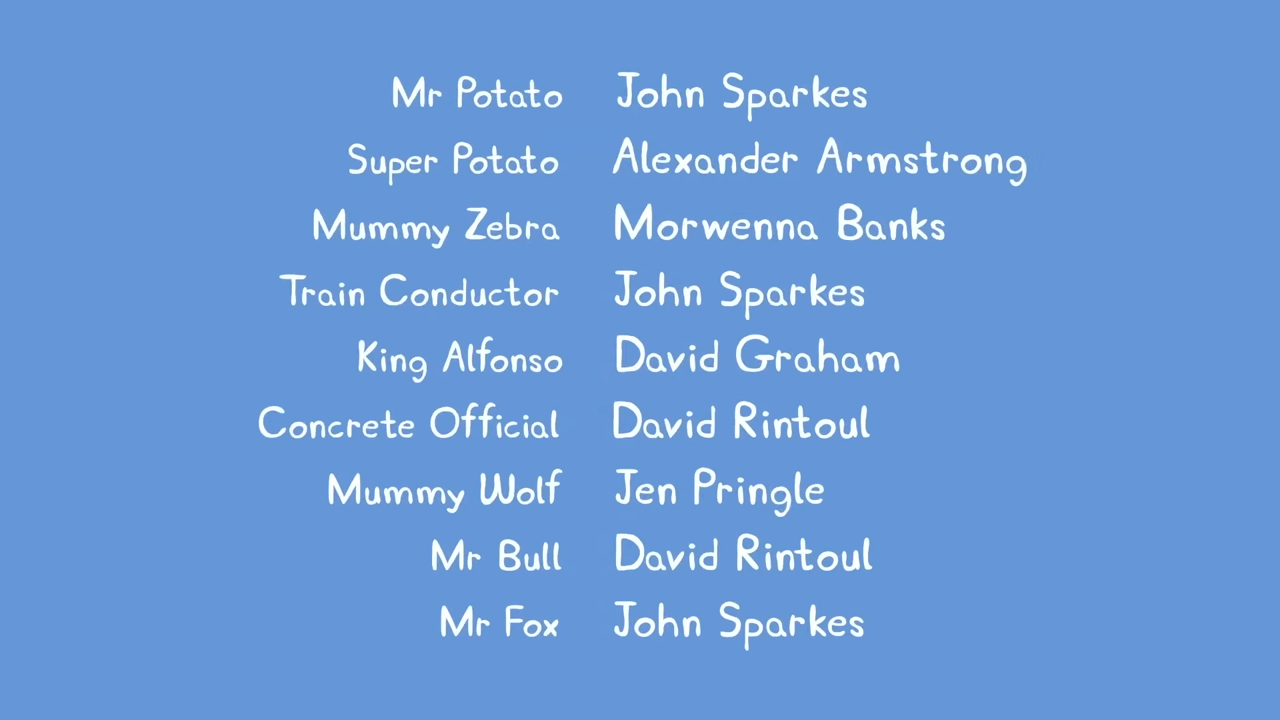 Mr Potato John Sparkes
Super Potato Alexander Armstrong
Mummy Zebra Morwenna Banks
Train Conductor John Sparkes
King Alfonso David Graham
Concrete Official David Rintoul
Mummy Wolf Jen Pringle
Mr Bull David Rintoul
Mr Fox John Sparkes